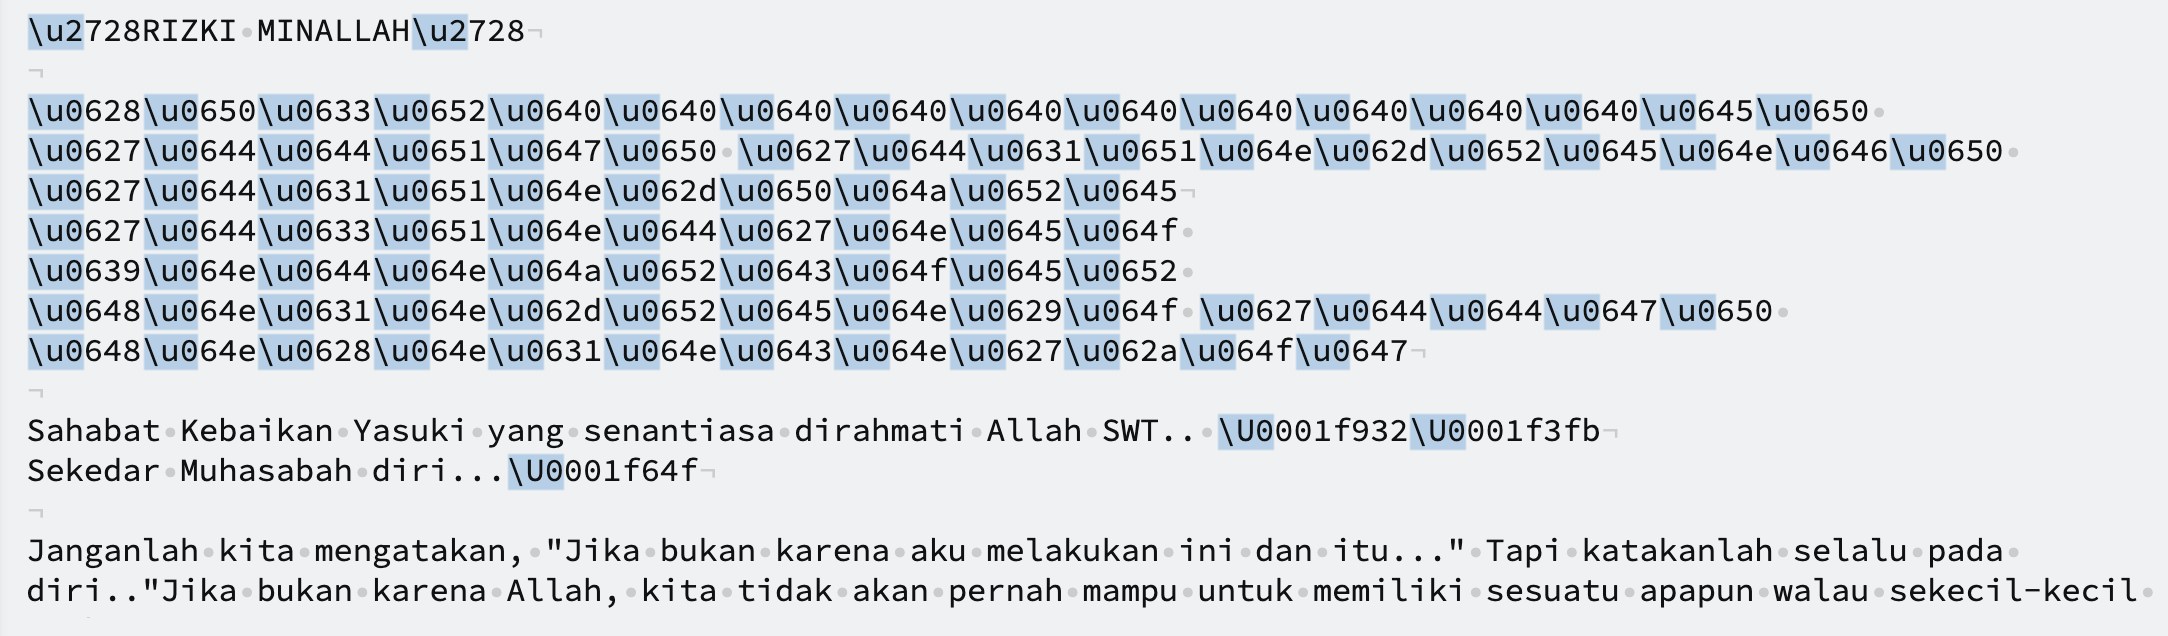 \u2728RIZKI MINALLAH\u2728
\u0628\u0650\u0633\u0652\u0640\u0640\u0640\u0640\u0640\u0640\u0640\u0640\u0640\u0640\u0645\u0650
\u0627\u0644\u0644\u0651\u0647\u0650 \u0627\u0644\u0631\u0651\u064e\u062d\u0652\u0645\u064e\u0646\u0650
\u0627\u0644\u0631\u0651\u064e\u062d\u0650\u064a\u0652\u0645
\u0627\u0644\u0633\u0651\u064e\u0644\u0627\u064e\u0645\u064f
\u0639\u064e\u0644\u064e\u064a\u0652\u0643\u064f\u0645\u0652
\u0648\u064e\u0631\u064e\u062d\u0652\u0645\u064e\u0629\u064f \u0627\u0644\u0644\u0647\u0650
\u0648\u064e\u0628\u064e\u0631\u064e\u0643\u064e\u0627\u062a\u064f\u0647
Sahabat Kebaikan Yasuki yang senantiasa dirahmati Allah SWT.. \U0001f932\U0001f3fb
Sekedar Muhasabah diri...\U0001f64f
Janganlah kita mengatakan, "Jika bukan karena aku melakukan ini dan itu..." Tapi katakanlah selalu pada
diri.."Jika bukan karena Allah, kita tidak akan pernah mampu untuk memiliki sesuatu apapun walau sekecil-kecil